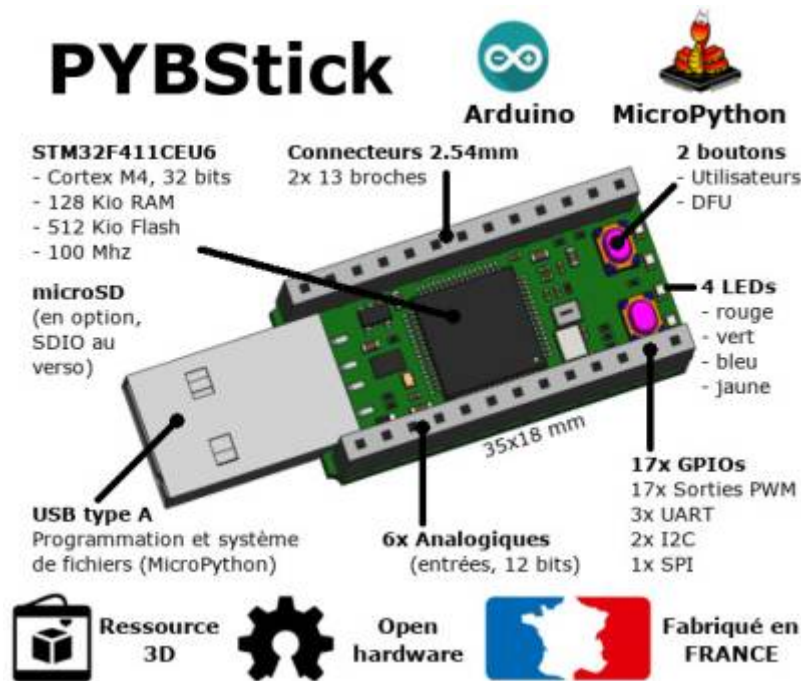 PYBStick
Arduino
MicroPython
STM32F411CEU6
- Cortex M4, 32 bits
- 128 Kio RAM
- 512 Kio Flash
- 100 Mhz
Connecteurs 2.54mm
2x 13 broches
2 boutons
- Utilisateurs
- DFU
microSD
(en option,
SDIO au
verso)
4 LEDs
- rouge
- vert
- bleu
- jaune
35x18 mm
USB type A
Programmation et système
de fichiers (MicroPython)
6x Analogiques
(entrées, 12 bits)
17x GPIOs
17x Sorties PWM
3x UART
2x I2C
1x SPI
Ressource
3D
Open
hardware
Fabriqué en
FRANCE